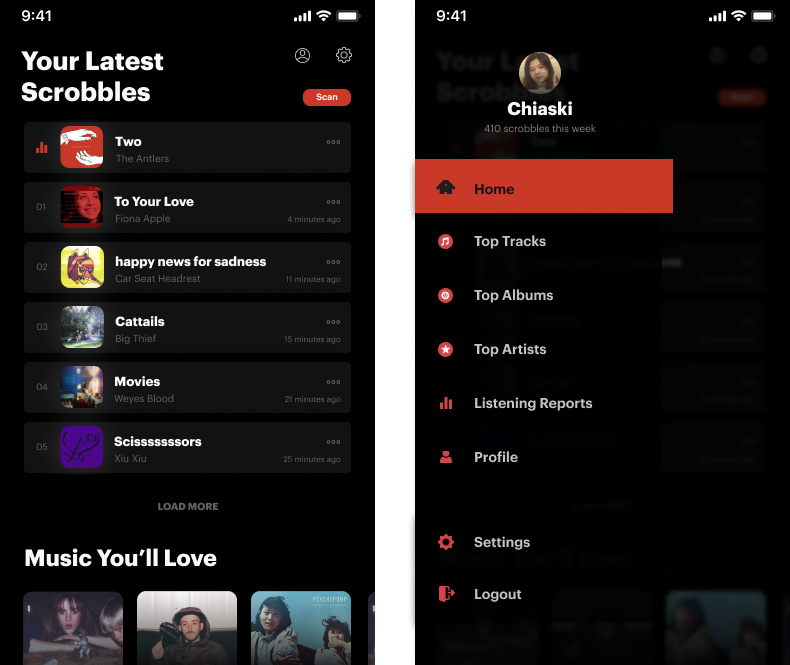 9:41
Your Latest
Scrobbles
Scan
Two
The Antlers
01
To Your Love
Fiona Apple
4 minutes ago
02
happy news for sadness
Car Seat Headrest
11 minutes ago
03
Cattails
Big Thief
15 minutes ago
04
Movies
Weyes Blood
21 minutes ago
05
Scisssssssors
Xiu Xiu
25 minutes ago
LOAD MORE
Music You’ll Love
9:41
Chiaski
410 scrobbles this week
Home
Top Tracks
Top Albums
Top Artists
Listening Reports
Profile
Settings
Logout